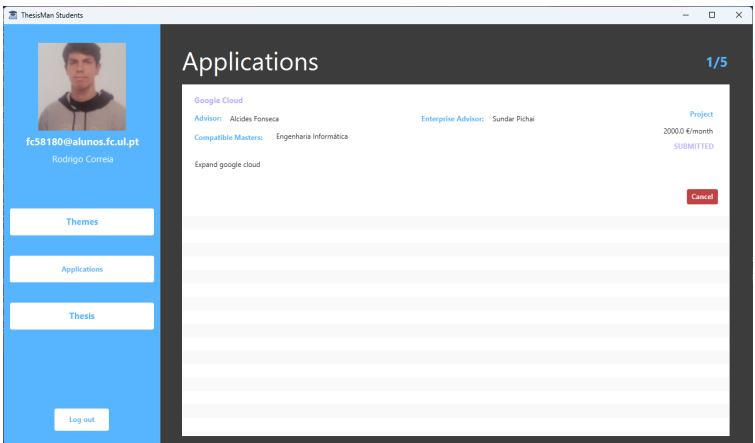 ThesisMan Students
fc58180@alunos.fc.ul.pt
Rodrigo Correia
Themes
Applications
Thesis
Log out
Applications 1/5
Google Cloud
Advisor: Alcides Fonseca Enterprise Advisor: Sundar Pichai Project
Compatible Masters: Engenharia Informática 2000.0 €/month
SUBMITTED
Expand google cloud
Cancel